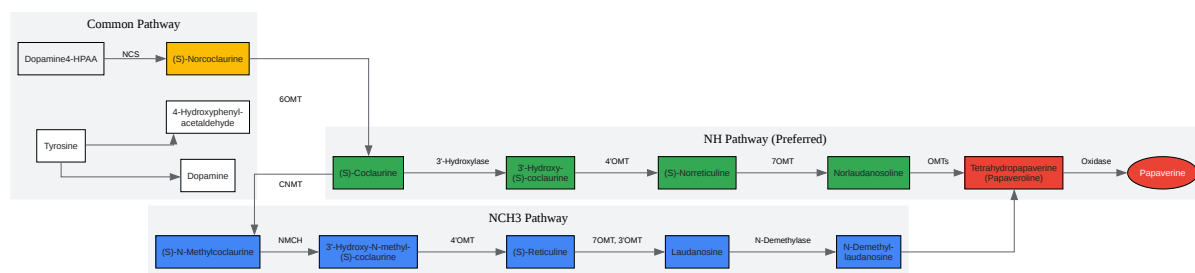 Common Pathway
Dopamine4-HPAA
NCS
(S)-Norcoclaurine
6OMT
4-Hydroxyphenyl-
acetaldehyde
Tyrosine
Dopamine
NH Pathway (Preferred)
(S)-Coclaurine
3'-Hydroxylase
3'-Hydroxy-
(S)-coclaurine
4'OMT
(S)-Norreticuline
7OMT
Norlaudanosoline
OMTs
Tetrahydropapaverine
(Papaveroline)
Oxidase
Papaverine
CNMT
NCH3 Pathway
(S)-N-Methylcoclaurine
NMCH
3'-Hydroxy-N-methyl-
(S)-coclaurine
4'OMT
(S)-Reticuline
7OMT, 3'OMT
Laudanosine
N-Demethylase
N-Demethyl-
laudanosine